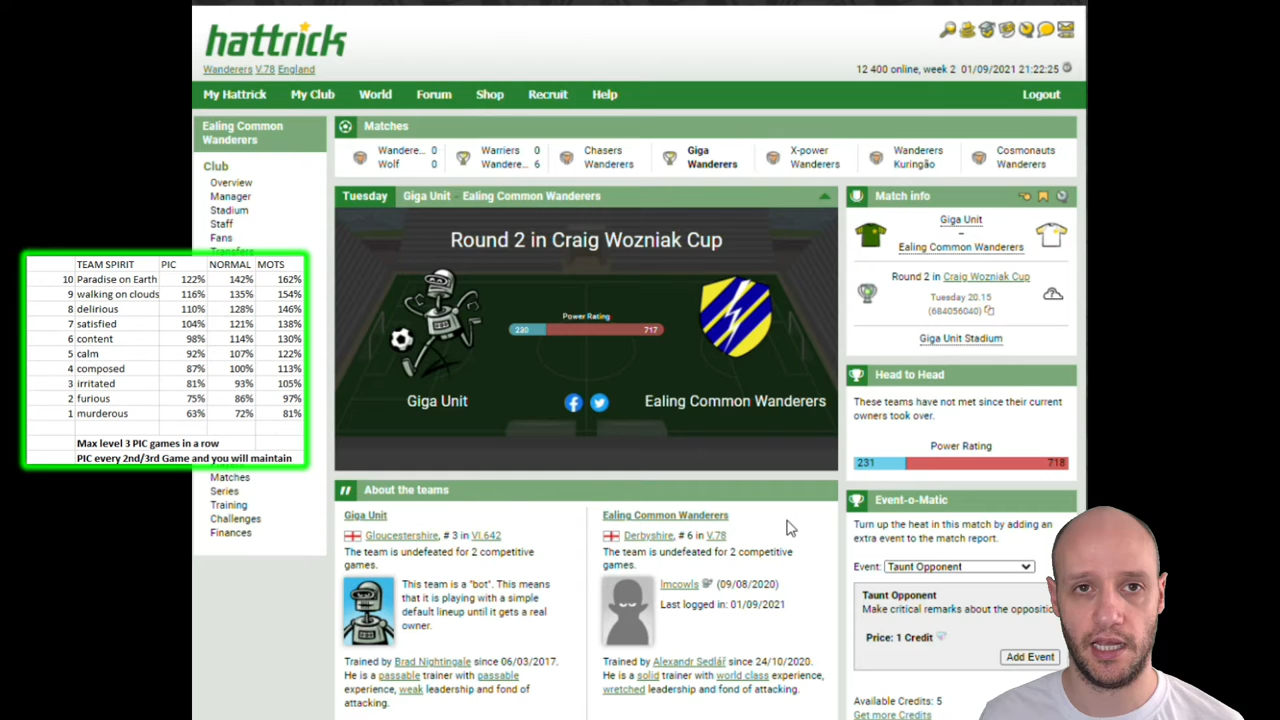 hattrick
Wanderers V.78 England
12 400 online, week 2 01/09/2021 21:22:25
My Hattrick My Club World Forum Shop Recruit Help Logout
Ealing Common
Wanderers
Club
Overview
Manager
Stadium
Staff
Fans
Transfers
TEAM SPIRIT PIC NORMAL MOTS
10 Paradise on Earth 122% 142% 162%
9 walking on clouds 116% 135% 154%
8 delirious 110% 128% 146%
7 satisfied 104% 121% 138%
6 content 98% 114% 130%
5 calm 92% 107% 122%
4 composed 87% 100% 113%
3 irritated 81% 93% 105%
2 furious 75% 86% 97%
1 murderous 63% 72% 81%
Max level 3 PIC games in a row
PIC every 2nd/3rd Game and you will maintain
Matches
Series
Training
Challenges
Finances
Matches
Wandere... 0
Wolf 0
Warriers 0
Wandere... 6
Chasers
Wanderers
Giga
Wanderers
X-power
Wanderers
Wanderers
Kuringão
Cosmonauts
Wanderers
Tuesday Giga Unit - Ealing Common Wanderers
Round 2 in Craig Wozniak Cup
Power Rating
230 717
Giga Unit Ealing Common Wanderers
About the teams
Giga Unit
Gloucestershire, # 3 in VI.642
The team is undefeated for 2 competitive
games.
This team is a "bot". This means
that it is playing with a simple
default lineup until it gets a real
owner.
Trained by Brad Nightingale since 06/03/2017.
He is a passable trainer with passable
experience, weak leadership and fond of
attacking.
Ealing Common Wanderers
Derbyshire, # 6 in V.78
The team is undefeated for 2 competitive
games.
lmcowls (09/08/2020)
Last logged in: 01/09/2021
Trained by Alexandr Sedlář since 24/10/2020.
He is a solid trainer with world class experience,
wretched leadership and fond of attacking.
Match info
Giga Unit
–
Ealing Common Wanderers
Round 2 in Craig Wozniak Cup
Tuesday 20.15
(684056040)
Giga Unit Stadium
Head to Head
These teams have not met since their current
owners took over.
Power Rating
231 718
Event-o-Matic
Turn up the heat in this match by adding an
extra event to the match report.
Event: Taunt Opponent
Taunt Opponent
Make critical remarks about the oppositio
Price: 1 Credit
Add Event
Available Credits: 5
Get more Credits